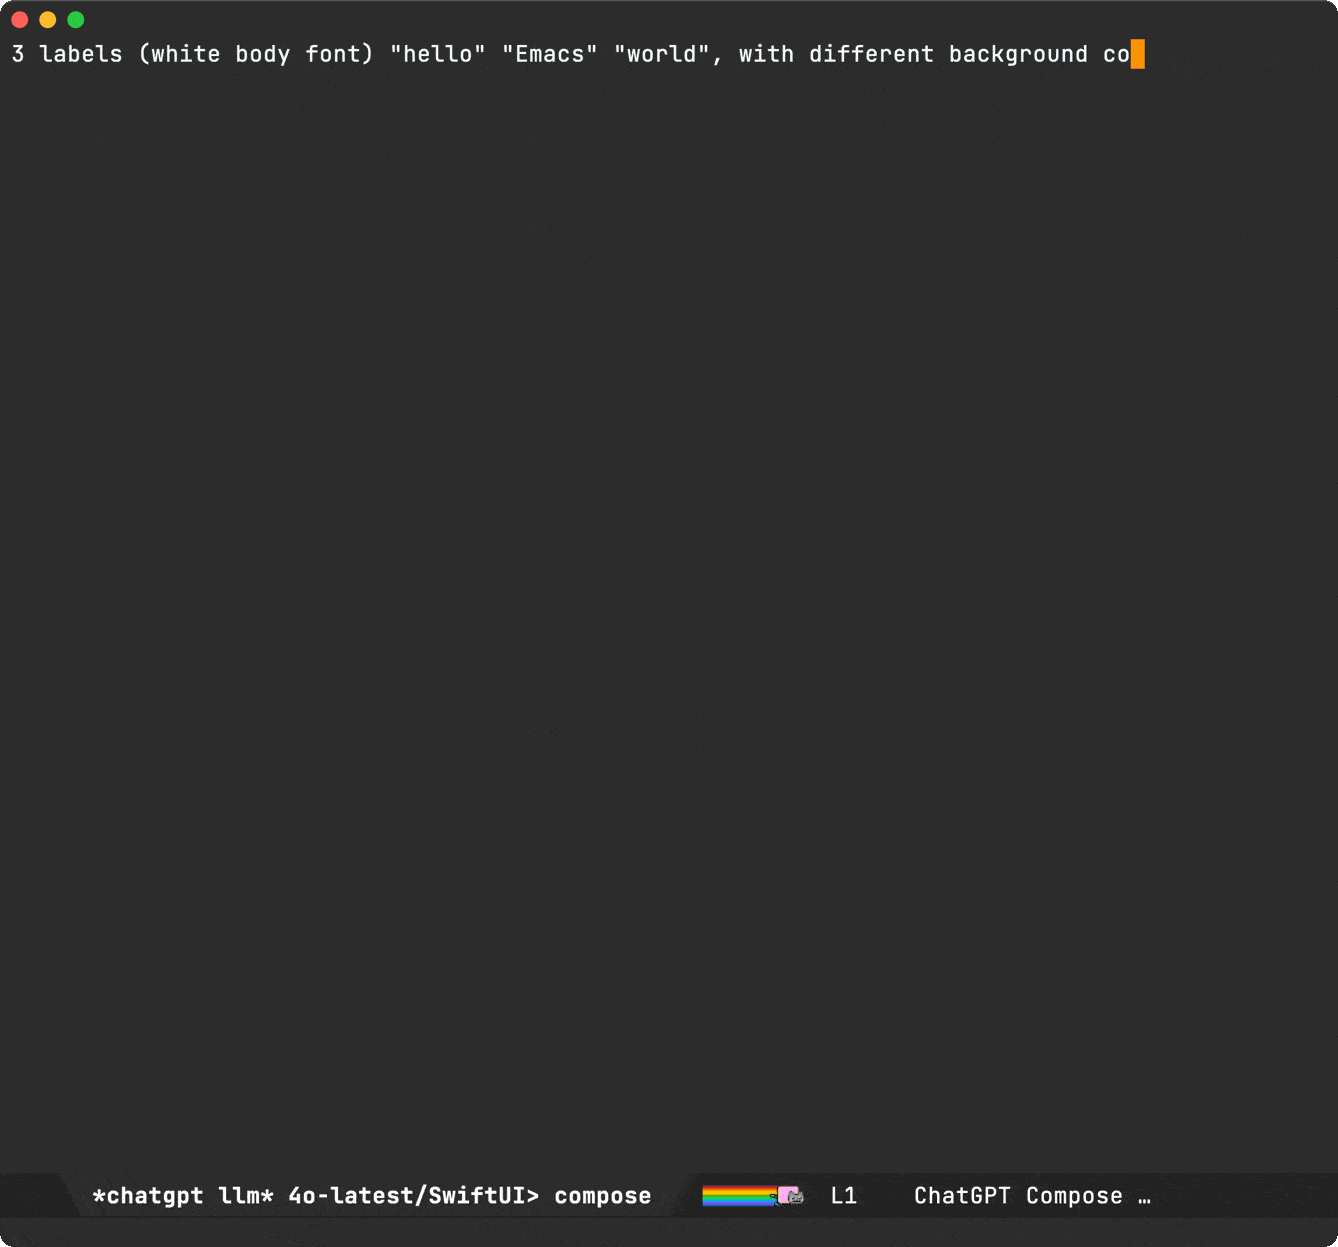 3 labels (white body font) "hello" "Emacs" "world", with different background co
*chatgpt llm* 4o-latest/SwiftUI> compose L1 ChatGPT Compose …